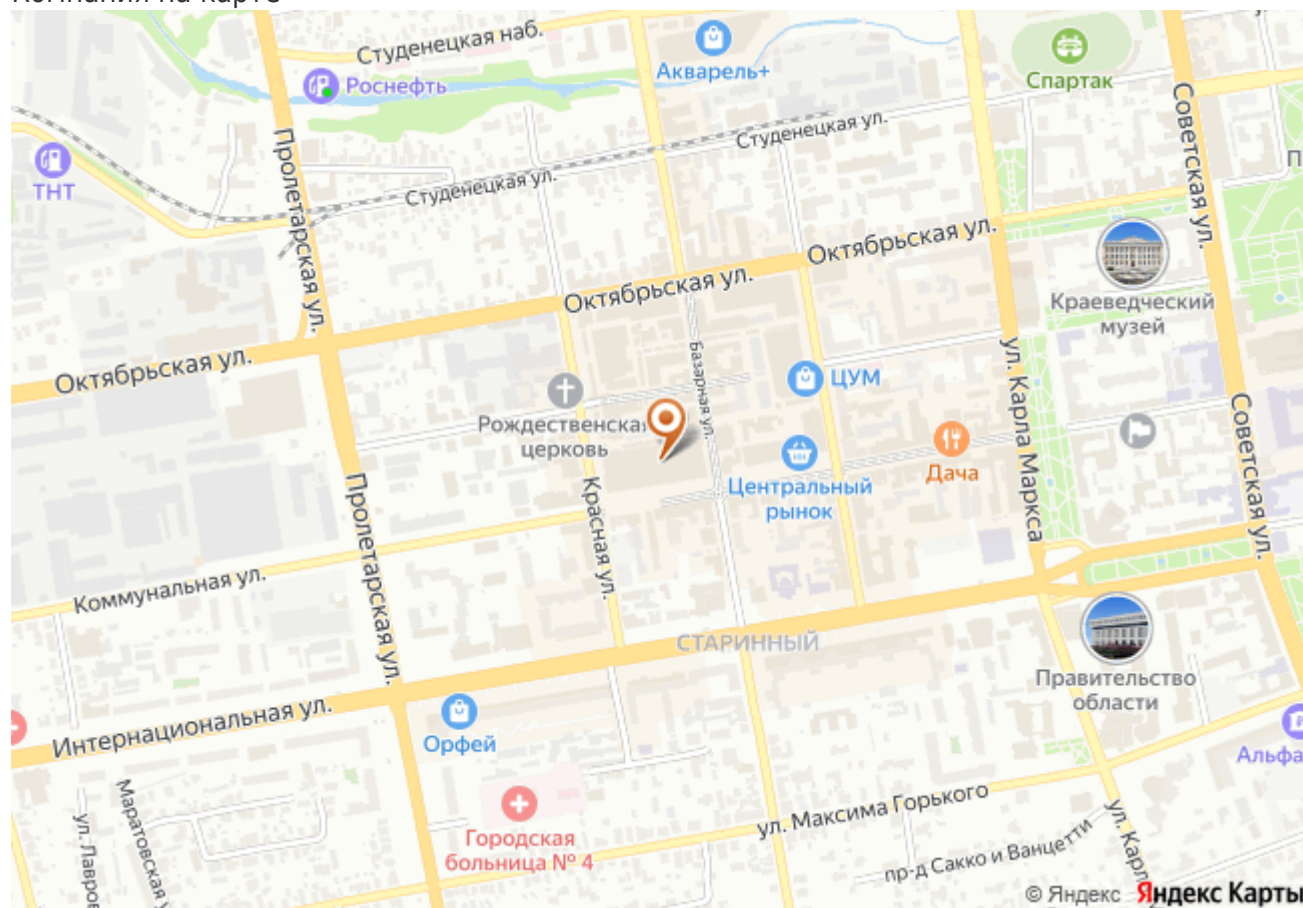 Студенецкая наб.
Акварель+
Спартак
Роснефть
Советская ул.
Пролетарская ул.
Студенецкая ул.
ТНТ
Студенецкая ул.
Октябрьская ул.
Октябрьская ул.
Краеведческий
музей
Октябрьская ул.
Базарная ул.
ЦУМ
ул. Карла Маркса
Рождественская
церковь
Советская ул.
Дача
Центральный
рынок
Пролетарская ул.
Красная ул.
Коммунальная ул.
СТАРИННЫЙ
Правительство
области
Интернациональная ул.
Орфей
Альфа
Маратовская
ул. Максима Горького
ул. Лавров
Городская
больница № 4
пр-д Сакко и Ванцетти
ул. Карл
© Яндекс Яндекс Карты